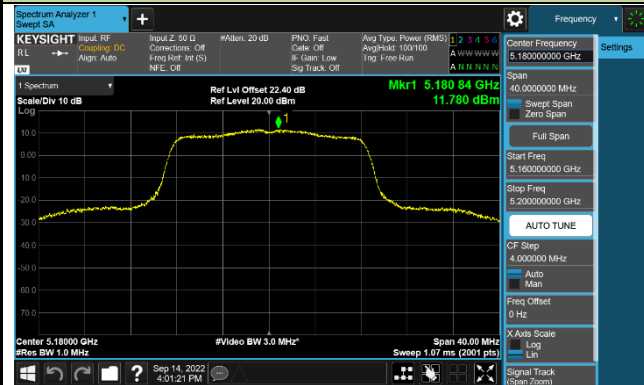 Spectrum Analyzer 1
Swept SA
+
Frequency
KEYSIGHT
RL
LXI
Input: RF
Coupling: DC
Align: Auto
Input Z: 50 Ω
Corrections: Off
Freq Ref: Int (S)
NFE: Off
#Atten: 20 dB
PNO: Fast
Gate: Off
IF Gain: Low
Sig Track: Off
Avg Type: Power (RMS)
Avg|Hold: 100/100
Trig: Free Run
1 2 3 4 5 6
A W W W W W
A N N N N N
1 Spectrum
Scale/Div 10 dB
Log
Ref Lvl Offset 22.40 dB
Ref Level 20.00 dBm
Mkr1 5.180 84 GHz
11.780 dBm
1
10.0
0.00
-10.0
-20.0
-30.0
-40.0
-50.0
-60.0
-70.0
Center 5.18000 GHz
#Res BW 1.0 MHz
#Video BW 3.0 MHz*
Span 40.00 MHz
Sweep 1.07 ms (2001 pts)
Sep 14, 2022
4:01:21 PM
?
Center Frequency
5.180000000 GHz
Settings
Span
40.0000000 MHz
Swept Span
Zero Span
Full Span
Start Freq
5.160000000 GHz
Stop Freq
5.200000000 GHz
AUTO TUNE
CF Step
4.000000 MHz
Auto
Man
Freq Offset
0 Hz
X Axis Scale
Log
Lin
Signal Track
(Span Zoom)